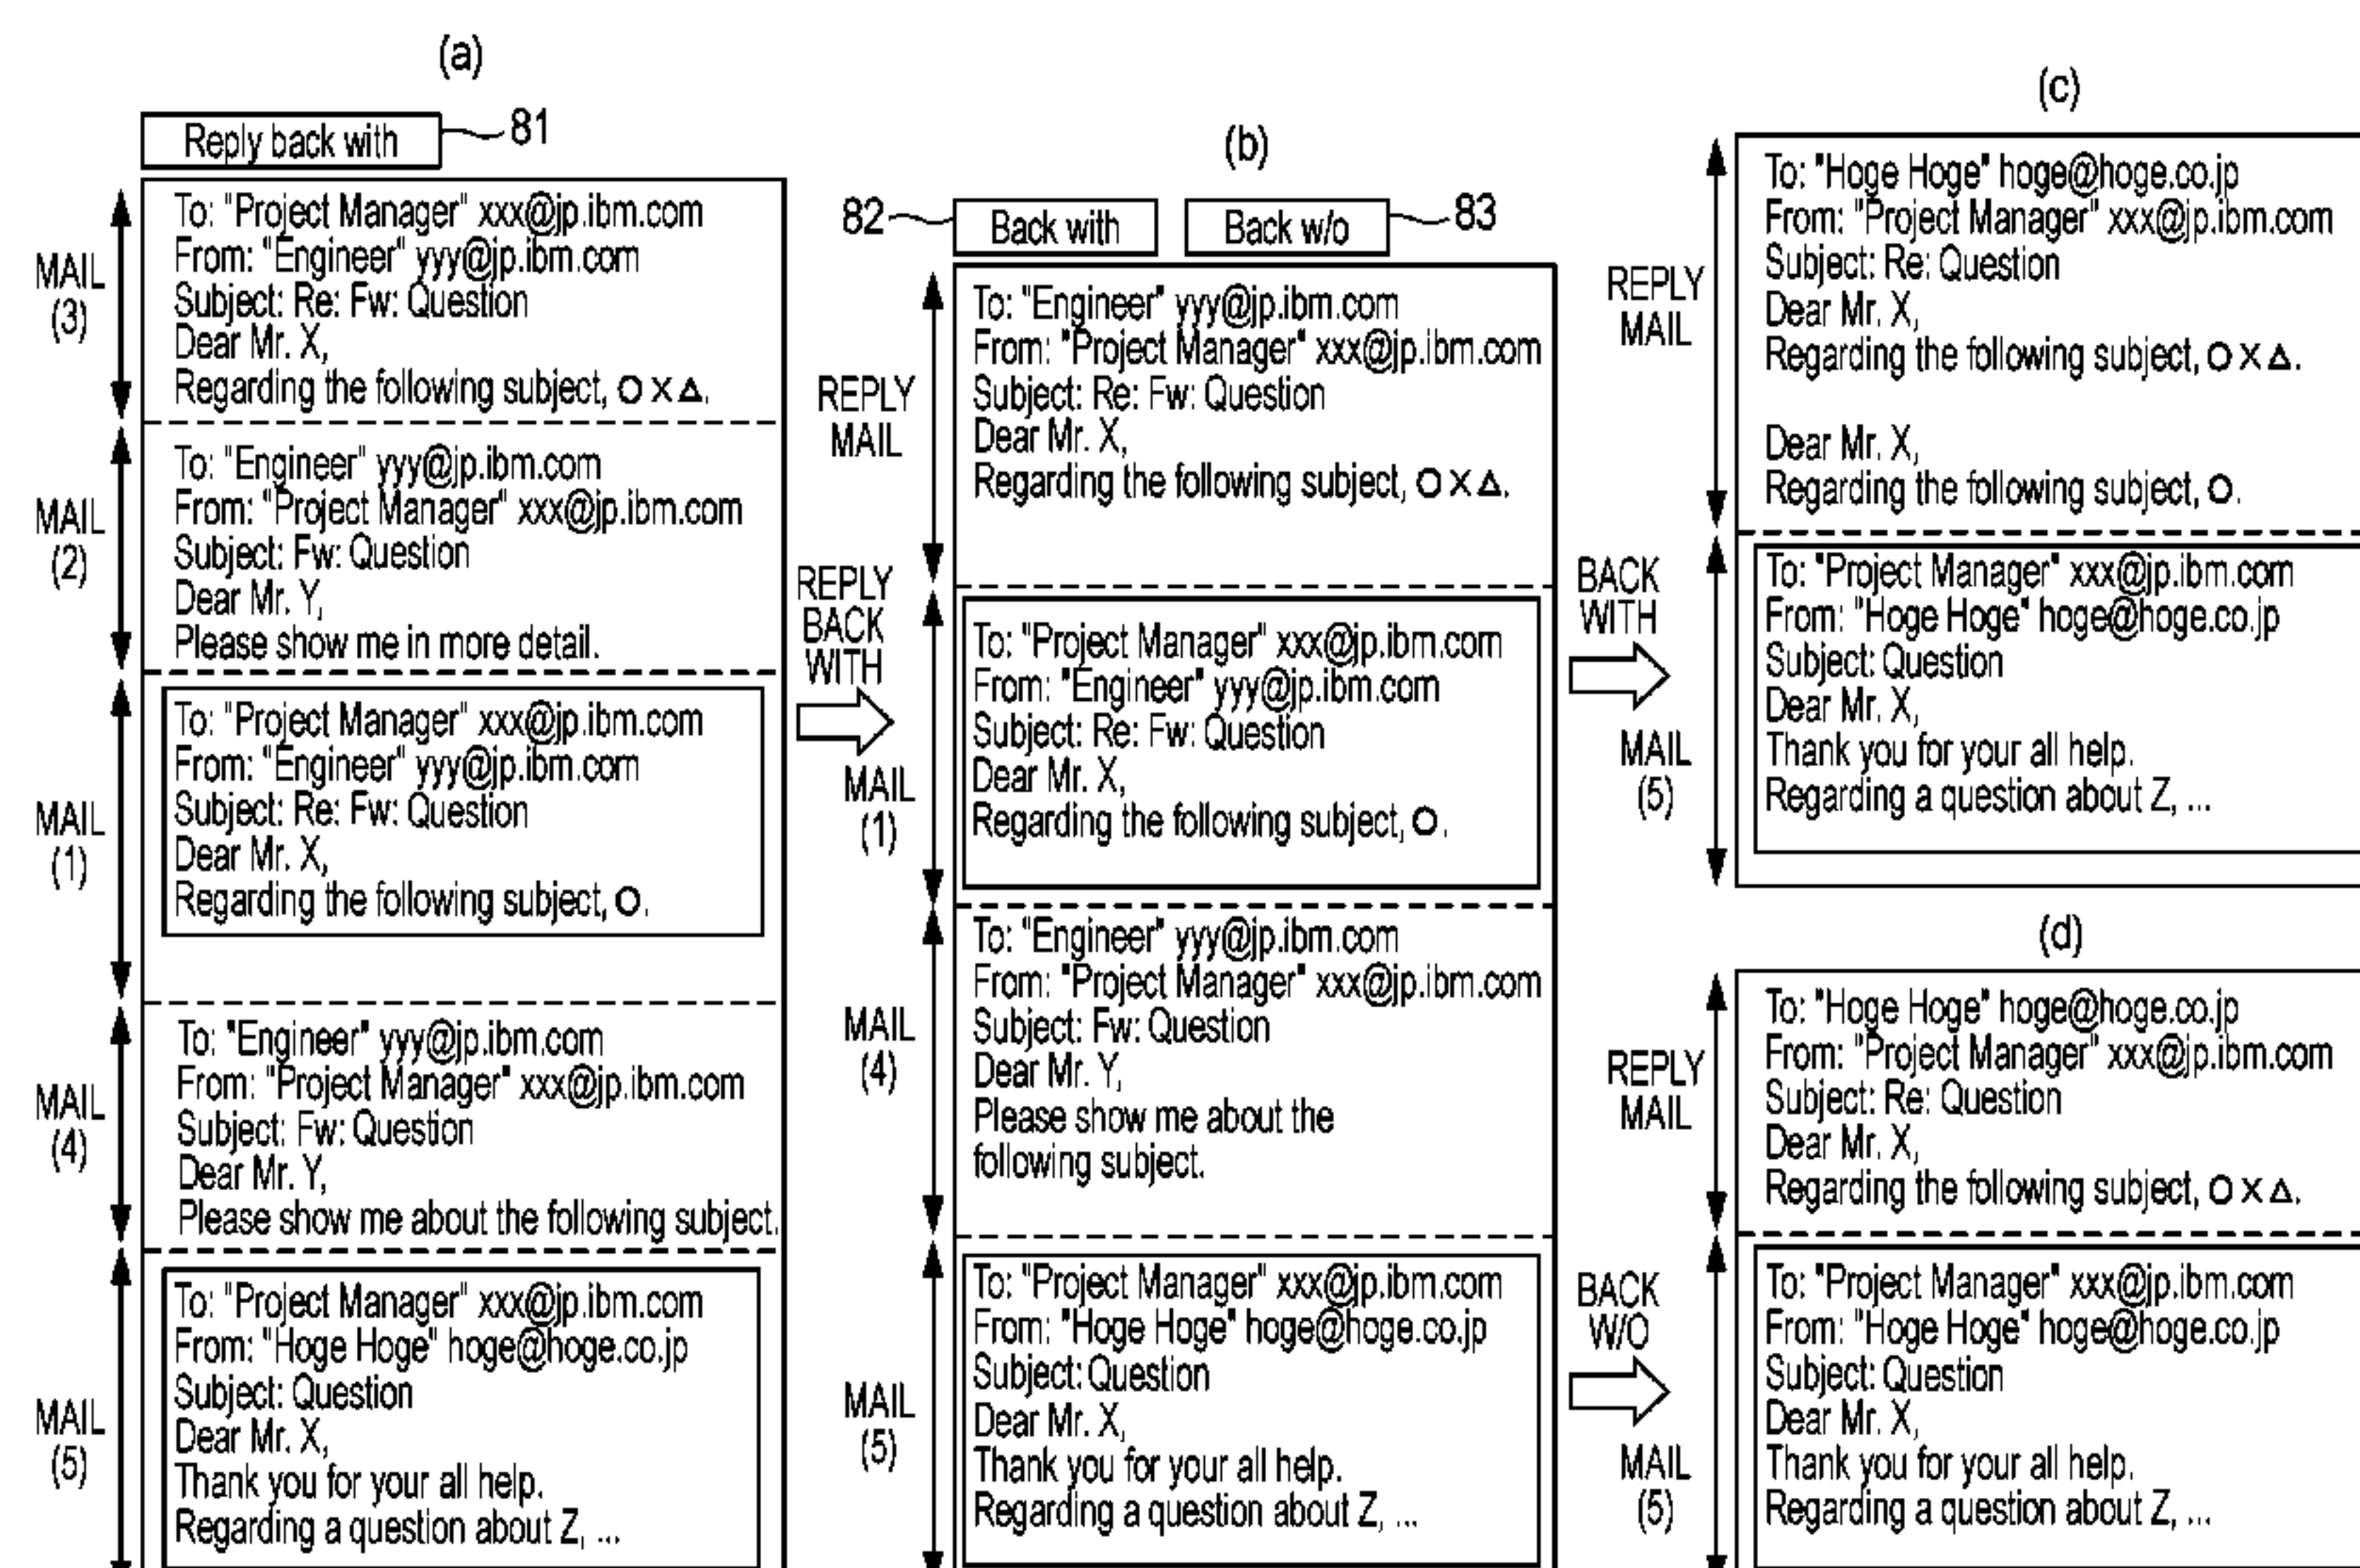 (a)
Reply back with
81
MAIL
(3)
To: "Project Manager" xxx@jp.ibm.com
From: "Engineer" yyy@jp.ibm.com
Subject: Re: Fw: Question
Dear Mr. X,
Regarding the following subject, O X Δ.
MAIL
(2)
To: "Engineer" yyy@jp.ibm.com
From: "Project Manager" xxx@jp.ibm.com
Subject: Fw: Question
Dear Mr. Y,
Please show me in more detail.
MAIL
(1)
To: "Project Manager" xxx@jp.ibm.com
From: "Engineer" yyy@jp.ibm.com
Subject: Re: Fw: Question
Dear Mr. X,
Regarding the following subject, O.
MAIL
(4)
To: "Engineer" yyy@jp.ibm.com
From: "Project Manager" xxx@jp.ibm.com
Subject: Fw: Question
Dear Mr. Y,
Please show me about the following subject.
MAIL
(5)
To: "Project Manager" xxx@jp.ibm.com
From: "Hoge Hoge" hoge@hoge.co.jp
Subject: Question
Dear Mr. X,
Thank you for your all help.
Regarding a question about Z, ...
REPLY
BACK
WITH
(b)
82
Back with
Back w/o
83
REPLY
MAIL
To: "Engineer" yyy@jp.ibm.com
From: "Project Manager" xxx@jp.ibm.com
Subject: Re: Fw: Question
Dear Mr. X,
Regarding the following subject, O X Δ.
MAIL
(1)
To: "Project Manager" xxx@jp.ibm.com
From: "Engineer" yyy@jp.ibm.com
Subject: Re: Fw: Question
Dear Mr. X,
Regarding the following subject, O.
MAIL
(4)
To: "Engineer" yyy@jp.ibm.com
From: "Project Manager" xxx@jp.ibm.com
Subject: Fw: Question
Dear Mr. Y,
Please show me about the
following subject.
MAIL
(5)
To: "Project Manager" xxx@jp.ibm.com
From: "Hoge Hoge" hoge@hoge.co.jp
Subject: Question
Dear Mr. X,
Thank you for your all help.
Regarding a question about Z, ...
BACK
WITH
(c)
REPLY
MAIL
To: "Hoge Hoge" hoge@hoge.co.jp
From: "Project Manager" xxx@jp.ibm.com
Subject: Re: Question
Dear Mr. X,
Regarding the following subject, O X Δ.
Dear Mr. X,
Regarding the following subject, O.
MAIL
(5)
To: "Project Manager" xxx@jp.ibm.com
From: "Hoge Hoge" hoge@hoge.co.jp
Subject: Question
Dear Mr. X,
Thank you for your all help.
Regarding a question about Z, ...
BACK
W/O
(d)
REPLY
MAIL
To: "Hoge Hoge" hoge@hoge.co.jp
From: "Project Manager" xxx@jp.ibm.com
Subject: Re: Question
Dear Mr. X,
Regarding the following subject, O X Δ.
MAIL
(5)
To: "Project Manager" xxx@jp.ibm.com
From: "Hoge Hoge" hoge@hoge.co.jp
Subject: Question
Dear Mr. X,
Thank you for your all help.
Regarding a question about Z, ...